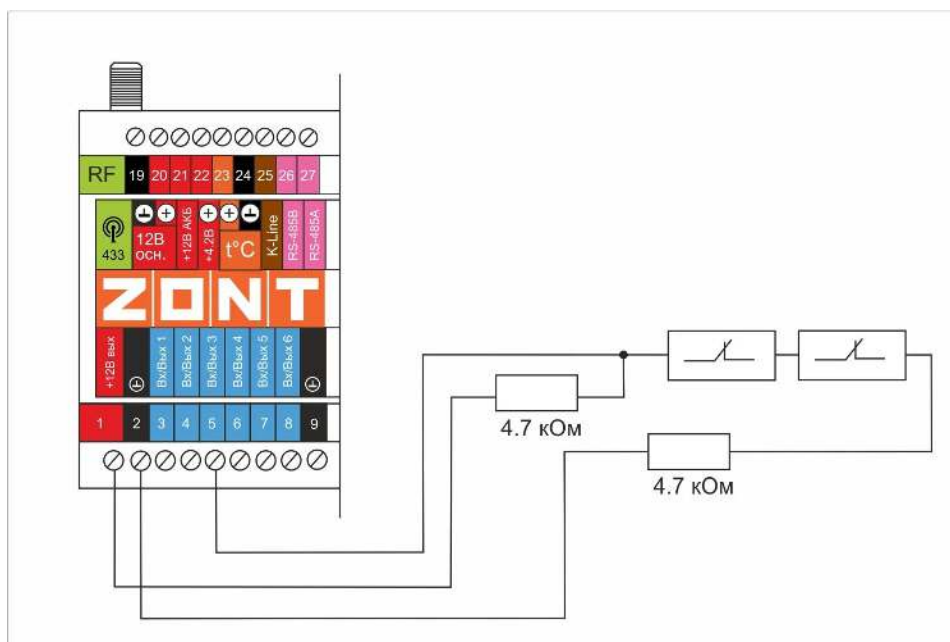 RF 19 20 21 22 23 24 25 26 27
433
12В
осн.
+12В АКБ
+4.2В
t°C
K-Line
RS-485B
RS-485A
ZONT
+12В вых
Вх/Вых 1
Вх/Вых 2
Вх/Вых 3
Вх/Вых 4
Вх/Вых 5
Вх/Вых 6
1 2 3 4 5 6 7 8 9
4.7 кОм
4.7 кОм